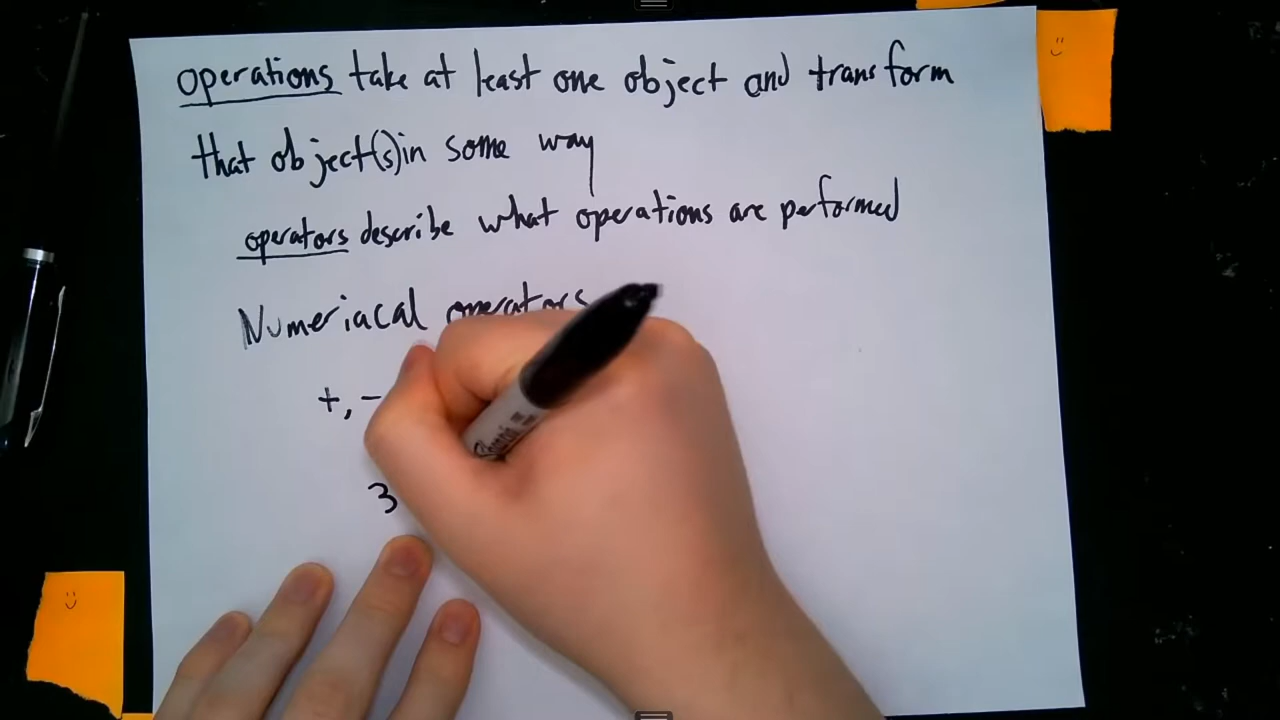 operations take at least one object and transform
that object(s) in some way
operators describe what operations are performed
Numeriacal operators
+, -
3
Sharpie